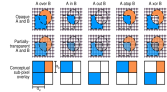 A over B
A in B
A out B
A atop B
A xor B
Opaque
A and B
Partially
transparent
A and B
Conceptual
sub-pixel
overlay